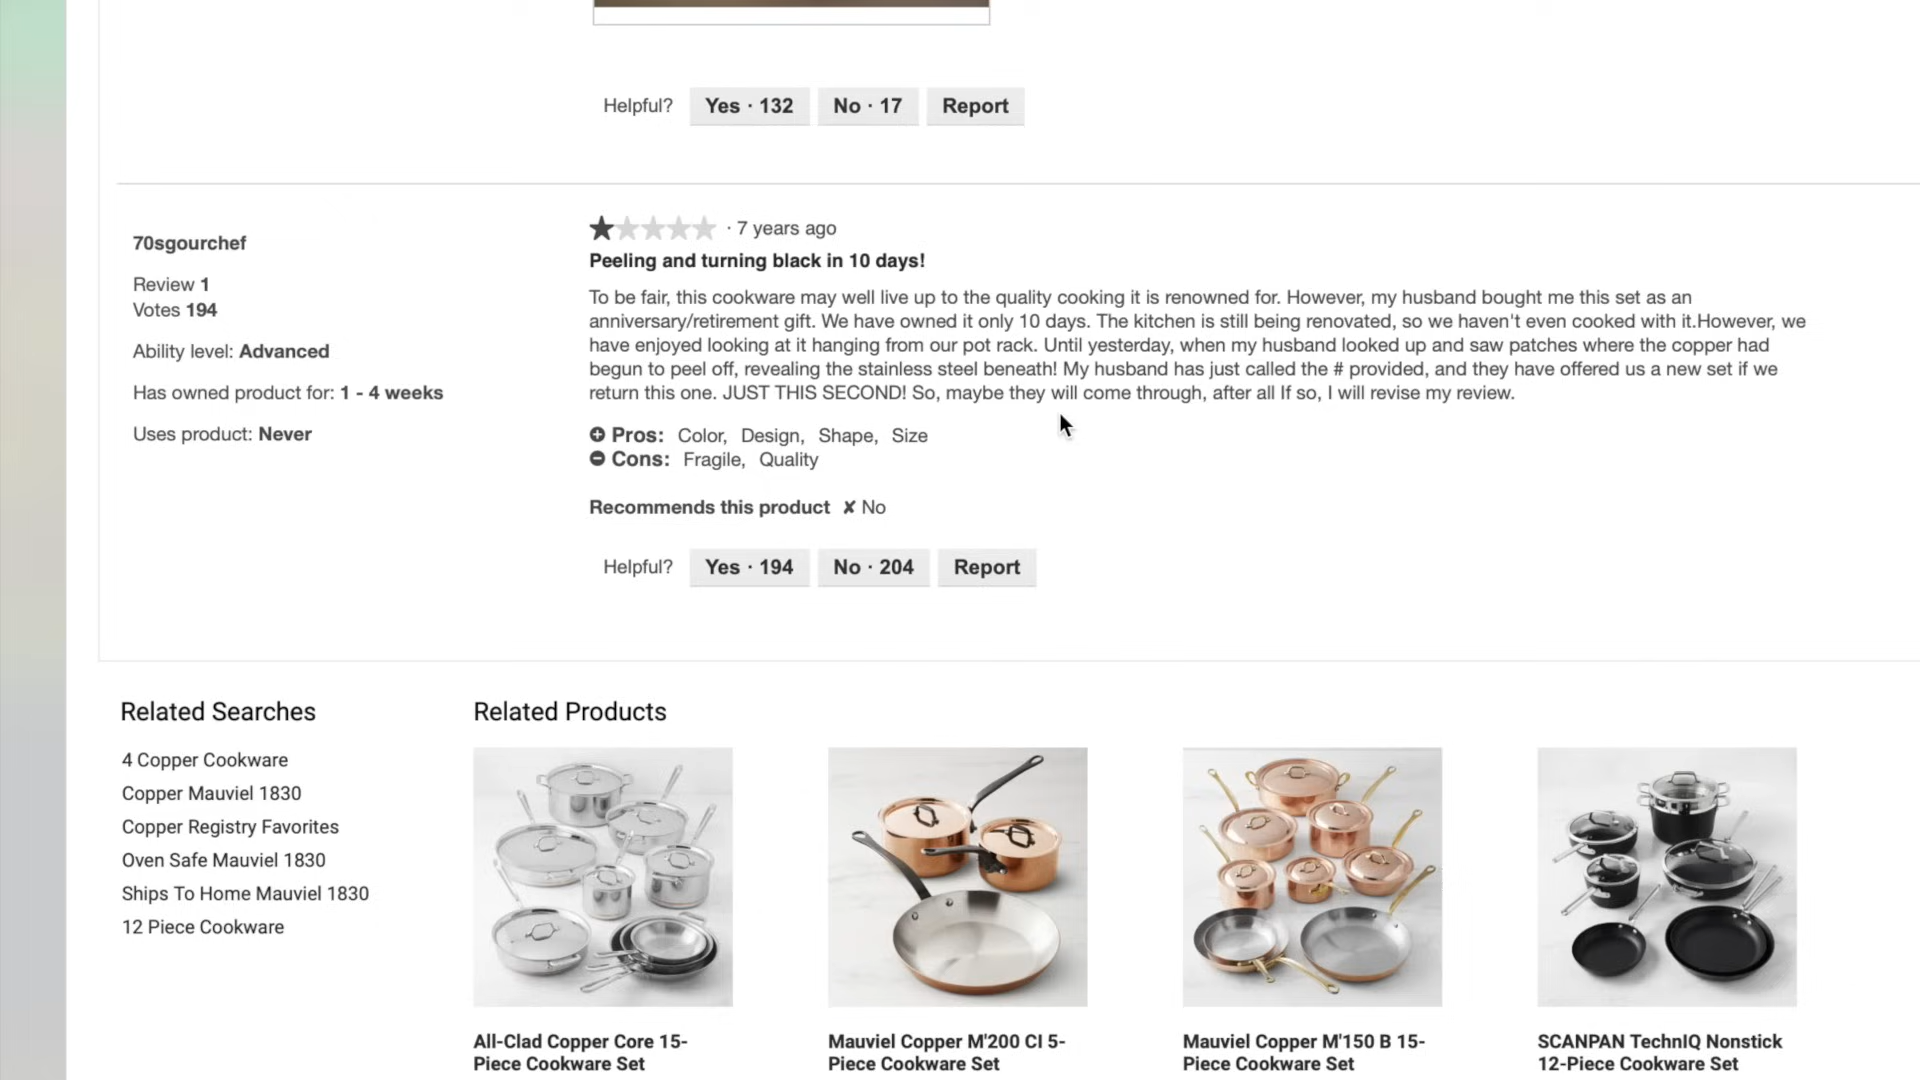 Helpful? Yes · 132 No · 17 Report
70sgourchef
Review 1
Votes 194
Ability level: Advanced
Has owned product for: 1 - 4 weeks
Uses product: Never
· 7 years ago
Peeling and turning black in 10 days!
To be fair, this cookware may well live up to the quality cooking it is renowned for. However, my husband bought me this set as an
anniversary/retirement gift. We have owned it only 10 days. The kitchen is still being renovated, so we haven't even cooked with it.However, we
have enjoyed looking at it hanging from our pot rack. Until yesterday, when my husband looked up and saw patches where the copper had
begun to peel off, revealing the stainless steel beneath! My husband has just called the # provided, and they have offered us a new set if we
return this one. JUST THIS SECOND! So, maybe they will come through, after all If so, I will revise my review.
Pros: Color, Design, Shape, Size
Cons: Fragile, Quality
Recommends this product ✘ No
Helpful? Yes · 194 No · 204 Report
Related Searches
4 Copper Cookware
Copper Mauviel 1830
Copper Registry Favorites
Oven Safe Mauviel 1830
Ships To Home Mauviel 1830
12 Piece Cookware
Related Products
All-Clad Copper Core 15-
Piece Cookware Set
Mauviel Copper M'200 CI 5-
Piece Cookware Set
Mauviel Copper M'150 B 15-
Piece Cookware Set
SCANPAN TechnIQ Nonstick
12-Piece Cookware Set